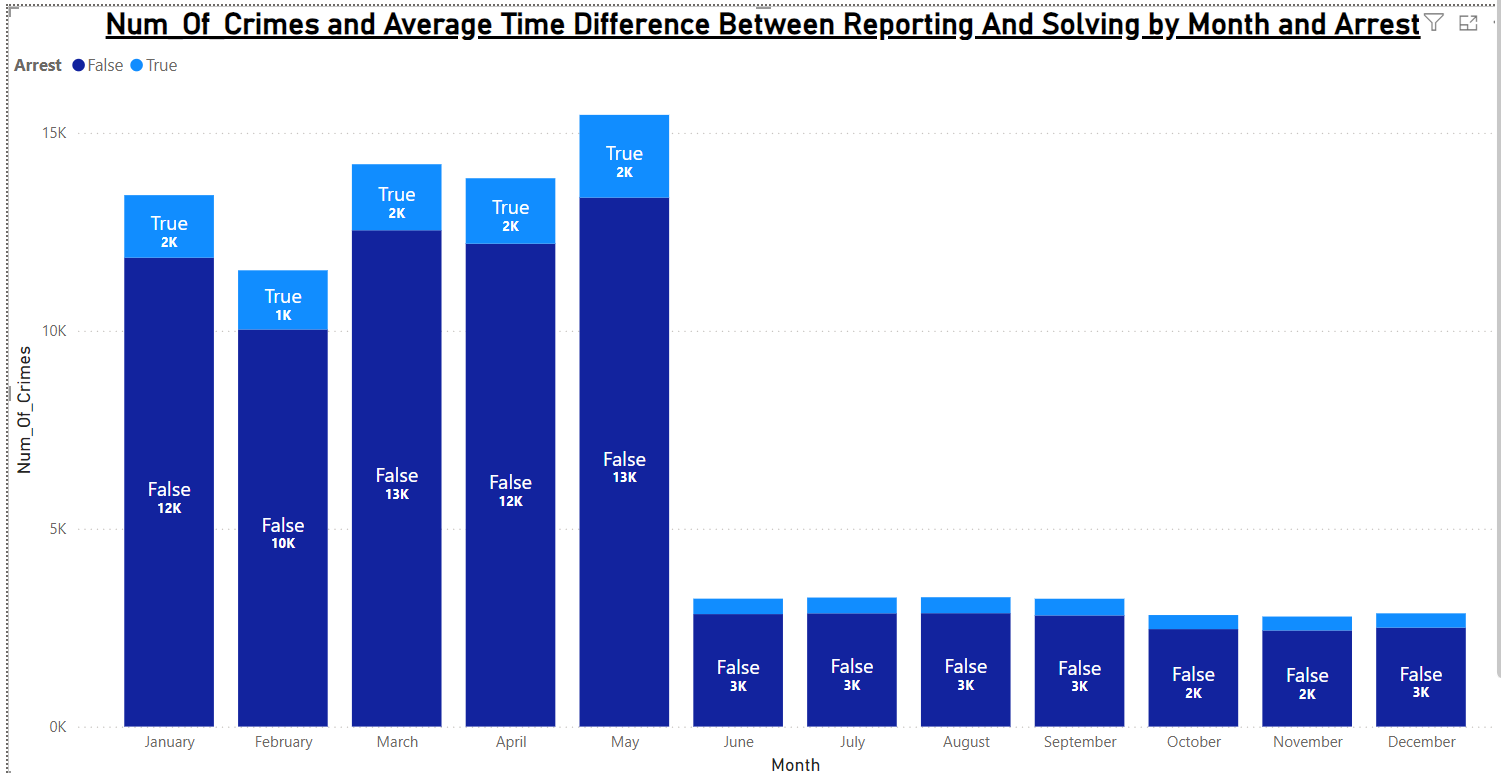 Num_Of_Crimes and Average Time Difference Between Reporting And Solving by Month and Arrest
Arrest False True
15K
10K
5K
0K
Num_Of_Crimes
True
2K
False
12K
True
1K
False
10K
True
2K
False
13K
True
2K
False
12K
True
2K
False
13K
False
3K
False
3K
False
3K
False
3K
False
2K
False
2K
False
3K
January February March April May June July August September October November December
Month